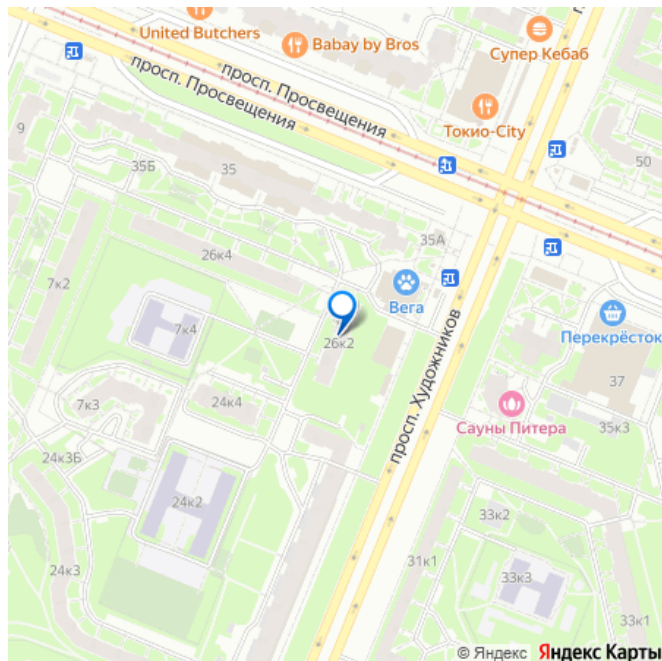 United Butchers
Babay by Bros
Супер Кебаб
просп. Просвещения
просп. Просвещения
Токио-City
9
35Б
35
50
35А
26к4
7к2
Вега
7к4
26к2
Перекрёсток
просп. Художников
37
7к3
24к4
Сауны Питера
35к3
24к3Б
24к2
33к2
31к1
24к3
33к3
33к1
© Яндекс Яндекс Карты